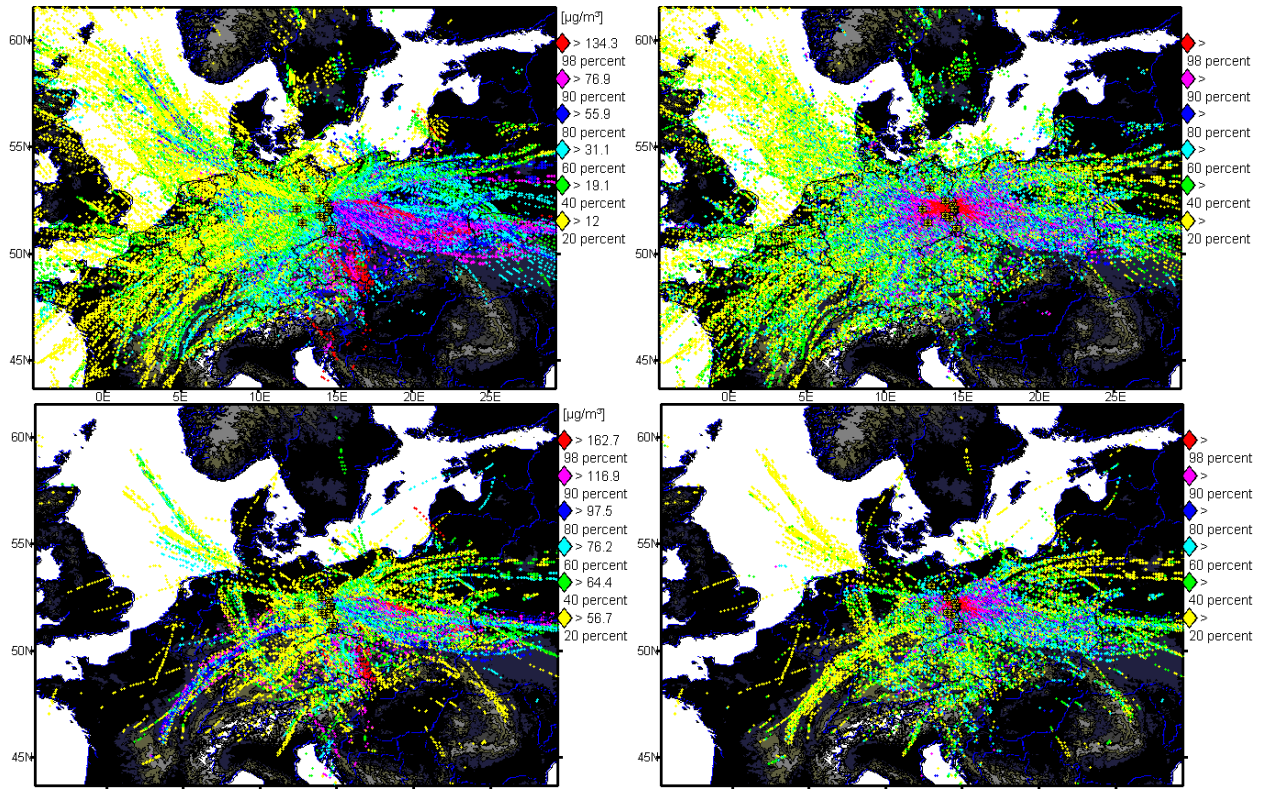 [µg/m³]
60N
> 134.3
98 percent
> 76.9
90 percent
> 55.9
80 percent
55N
> 31.1
60 percent
> 19.1
40 percent
> 12
20 percent
50N
45N
0E 5E 10E 15E 20E 25E
60N
>
98 percent
>
90 percent
>
80 percent
55N
>
60 percent
>
40 percent
>
20 percent
50N
45N
0E 5E 10E 15E 20E 25E
[µg/m³]
60N
> 162.7
98 percent
> 116.9
90 percent
> 97.5
80 percent
55N
> 76.2
60 percent
> 64.4
40 percent
> 56.7
20 percent
50N
45N
60N
>
98 percent
>
90 percent
>
80 percent
55N
>
60 percent
>
40 percent
>
20 percent
50N
45N